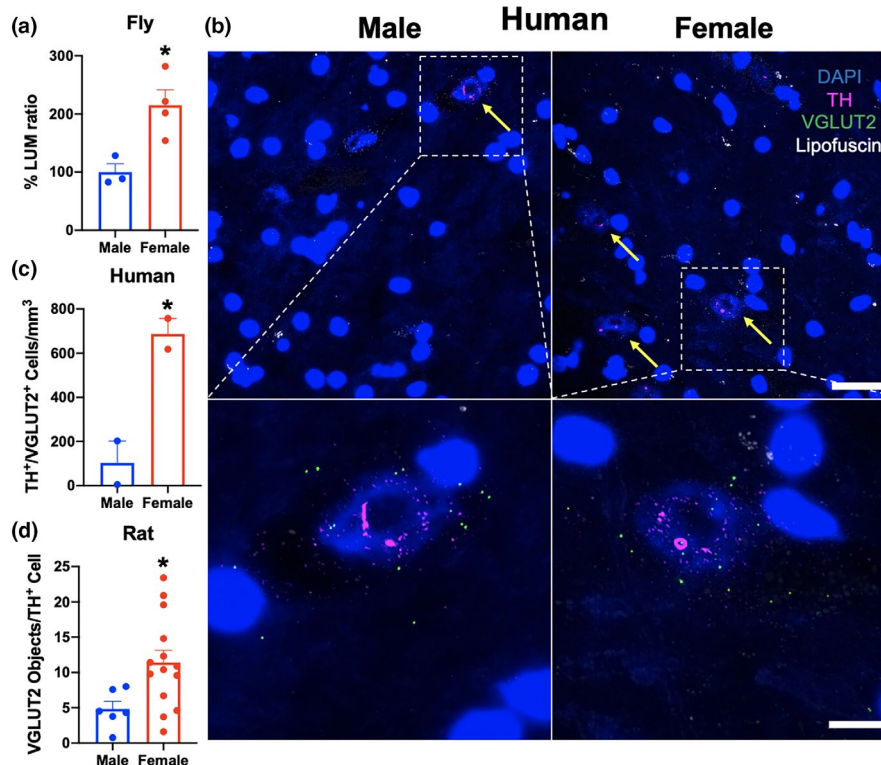 (a)
Fly
% LUM ratio
300
200
100
0
*
Male Female
(b)
Human
Male Female
DAPI
TH
VGLUT2
Lipofuscin
(c)
Human
TH⁺/VGLUT2⁺ Cells/mm³
800
600
400
200
0
*
Male Female
(d)
Rat
VGLUT2 Objects/TH⁺ Cell
25
20
15
10
5
0
*
Male Female